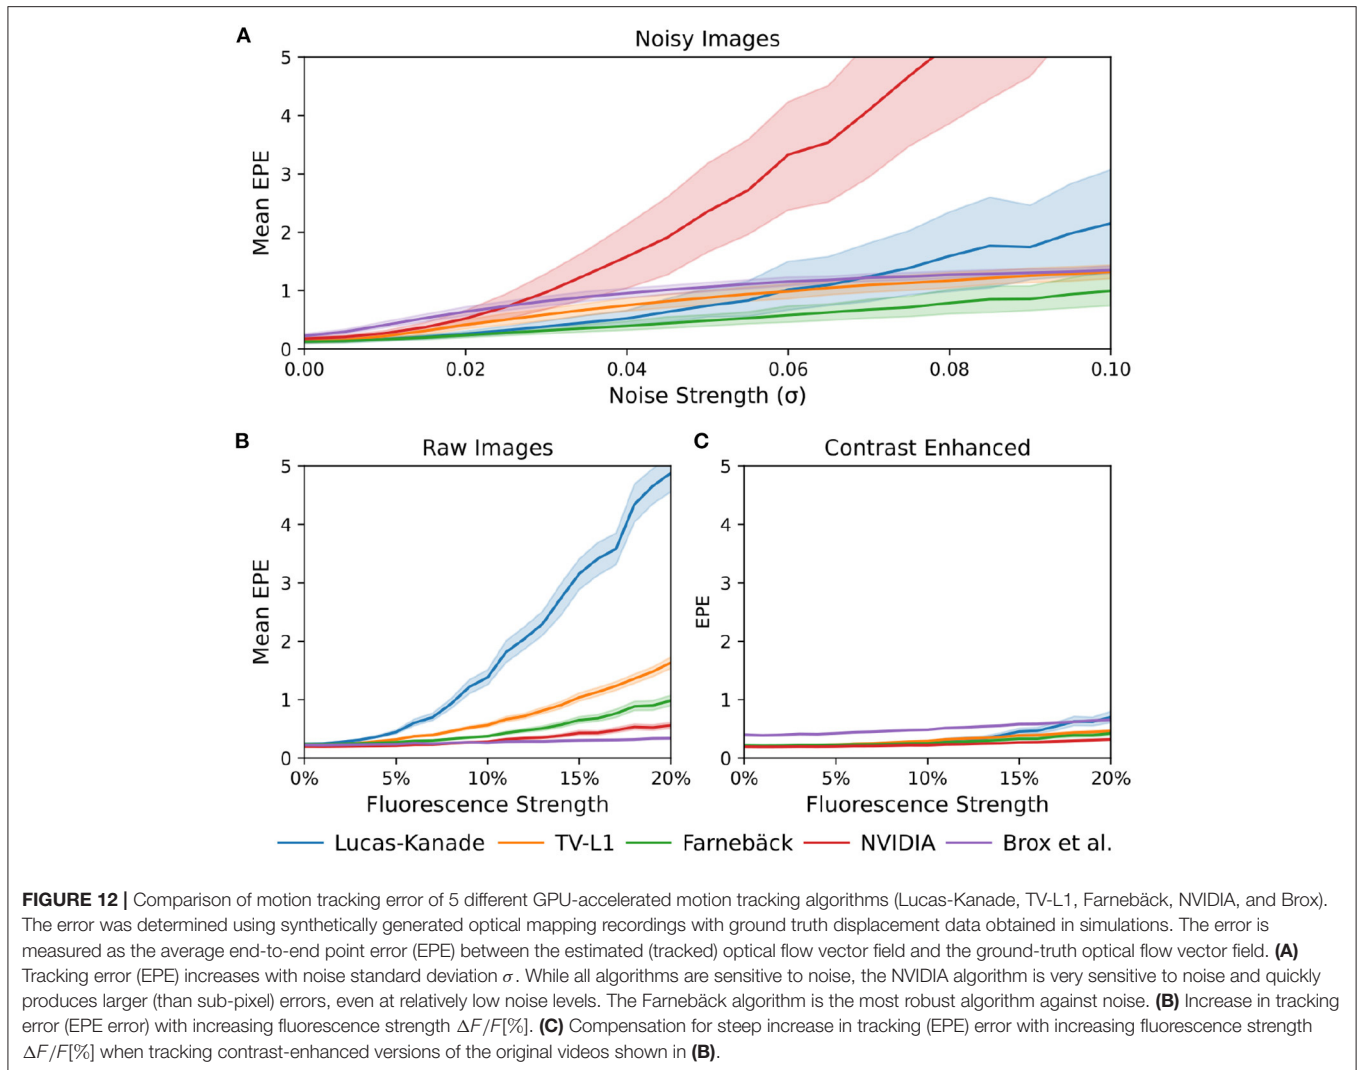 A
Noisy Images
5
4
3
2
1
0
Mean EPE
0.00 0.02 0.04 0.06 0.08 0.10
Noise Strength (σ)
B
Raw Images
5
4
3
2
1
0
Mean EPE
0% 5% 10% 15% 20%
Fluorescence Strength
C
Contrast Enhanced
5
4
3
2
1
0
EPE
0% 5% 10% 15% 20%
Fluorescence Strength
Lucas-Kanade TV-L1 Farnebäck NVIDIA Brox et al.
FIGURE 12 | Comparison of motion tracking error of 5 different GPU-accelerated motion tracking algorithms (Lucas-Kanade, TV-L1, Farnebäck, NVIDIA, and Brox).
The error was determined using synthetically generated optical mapping recordings with ground truth displacement data obtained in simulations. The error is
measured as the average end-to-end point error (EPE) between the estimated (tracked) optical flow vector field and the ground-truth optical flow vector field. (A)
Tracking error (EPE) increases with noise standard deviation σ. While all algorithms are sensitive to noise, the NVIDIA algorithm is very sensitive to noise and quickly
produces larger (than sub-pixel) errors, even at relatively low noise levels. The Farnebäck algorithm is the most robust algorithm against noise. (B) Increase in tracking
error (EPE error) with increasing fluorescence strength ΔF/F[%]. (C) Compensation for steep increase in tracking (EPE) error with increasing fluorescence strength
ΔF/F[%] when tracking contrast-enhanced versions of the original videos shown in (B).